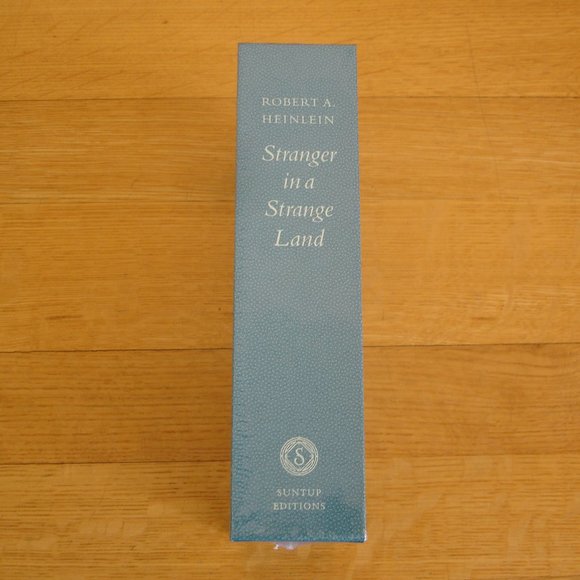 ROBERT A.
HEINLEIN
Stranger
in a
Strange
Land
S
SUNTUP
EDITIONS